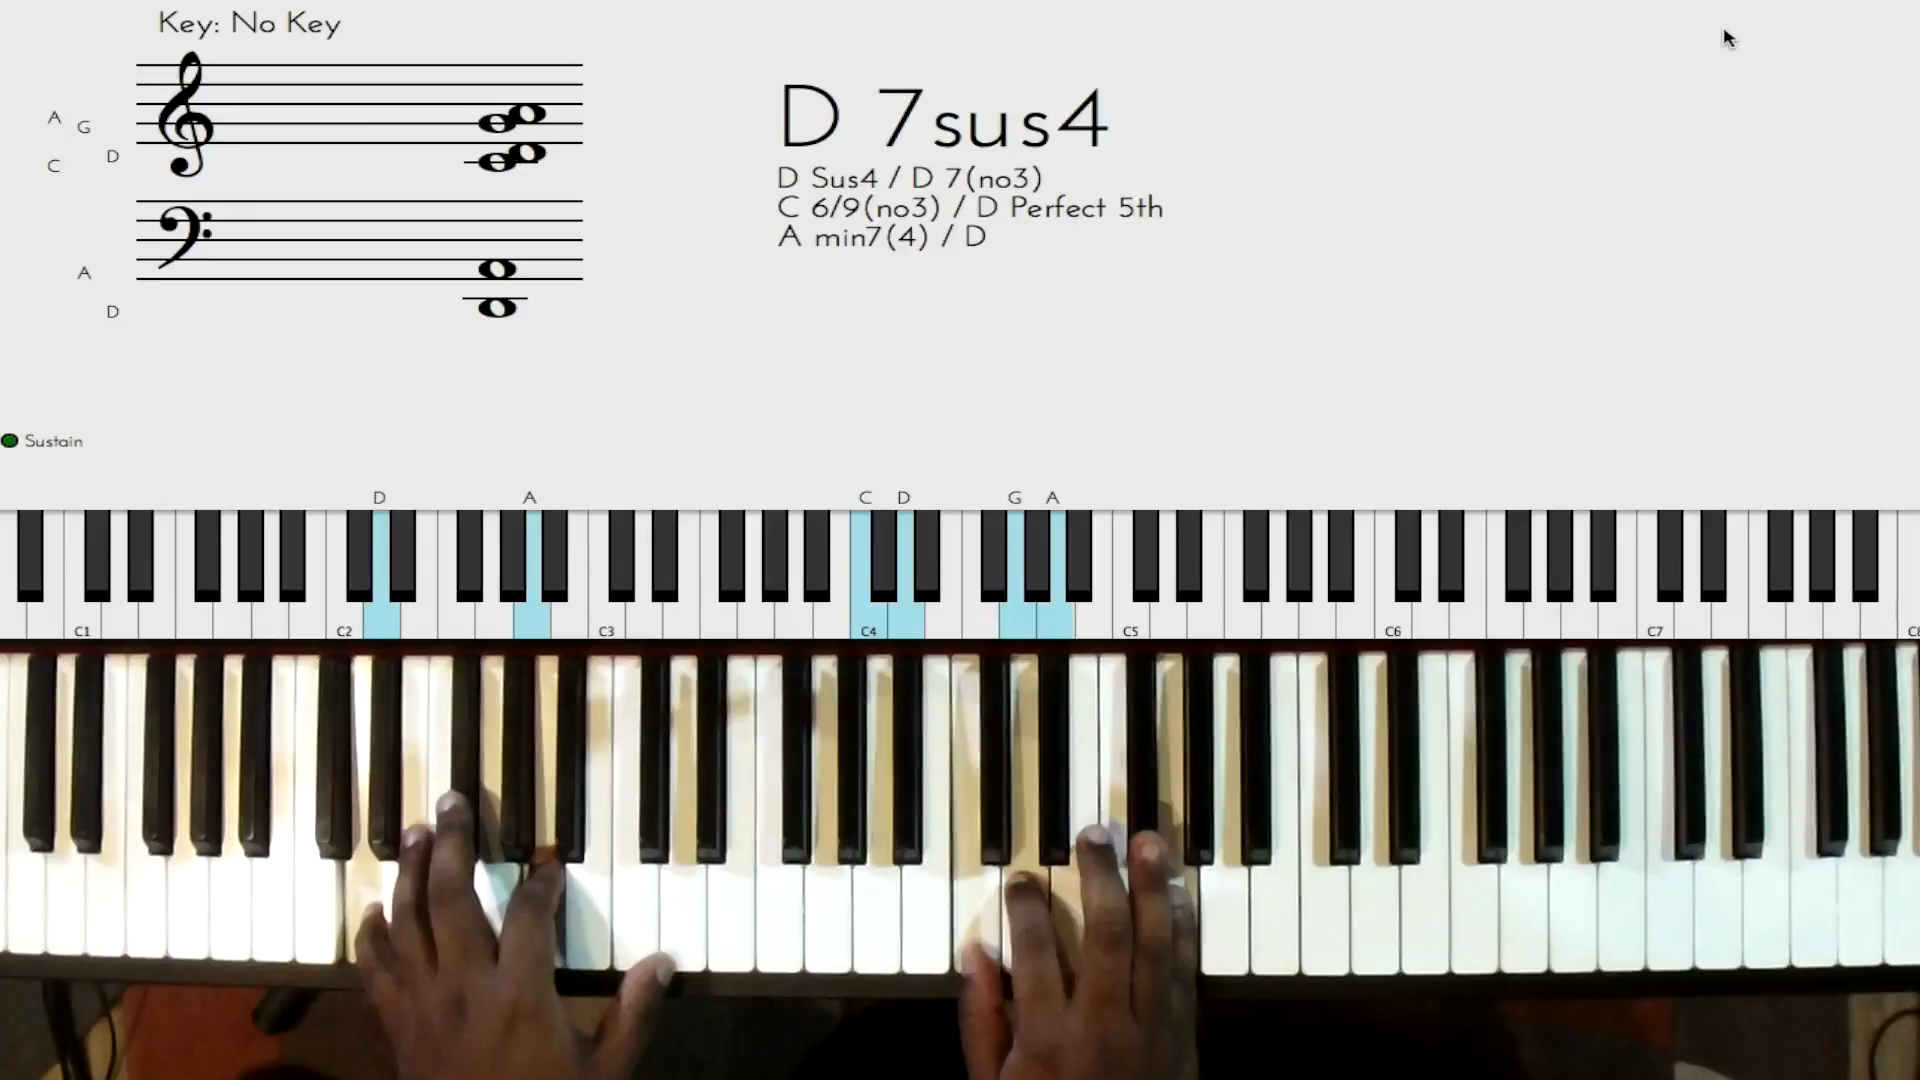 Key: No Key
A
G
C
D
A
D
D 7sus4
D Sus4 / D 7(no3)
C 6/9(no3) / D Perfect 5th
A min7(4) / D
Sustain
D A C D G A
C1 C2 C3 C4 C5 C6 C7 C8